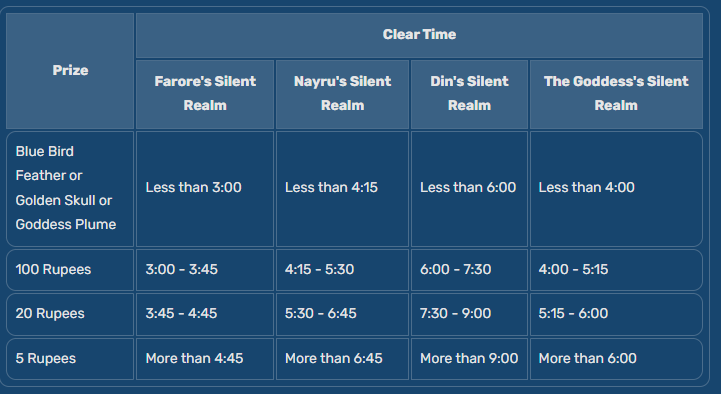 Prize
Clear Time
Farore's Silent
Realm
Nayru's Silent
Realm
Din's Silent
Realm
The Goddess's Silent
Realm
Blue Bird
Feather or
Golden Skull or
Goddess Plume
Less than 3:00
Less than 4:15
Less than 6:00
Less than 4:00
100 Rupees
3:00 - 3:45
4:15 - 5:30
6:00 - 7:30
4:00 - 5:15
20 Rupees
3:45 - 4:45
5:30 - 6:45
7:30 - 9:00
5:15 - 6:00
5 Rupees
More than 4:45
More than 6:45
More than 9:00
More than 6:00